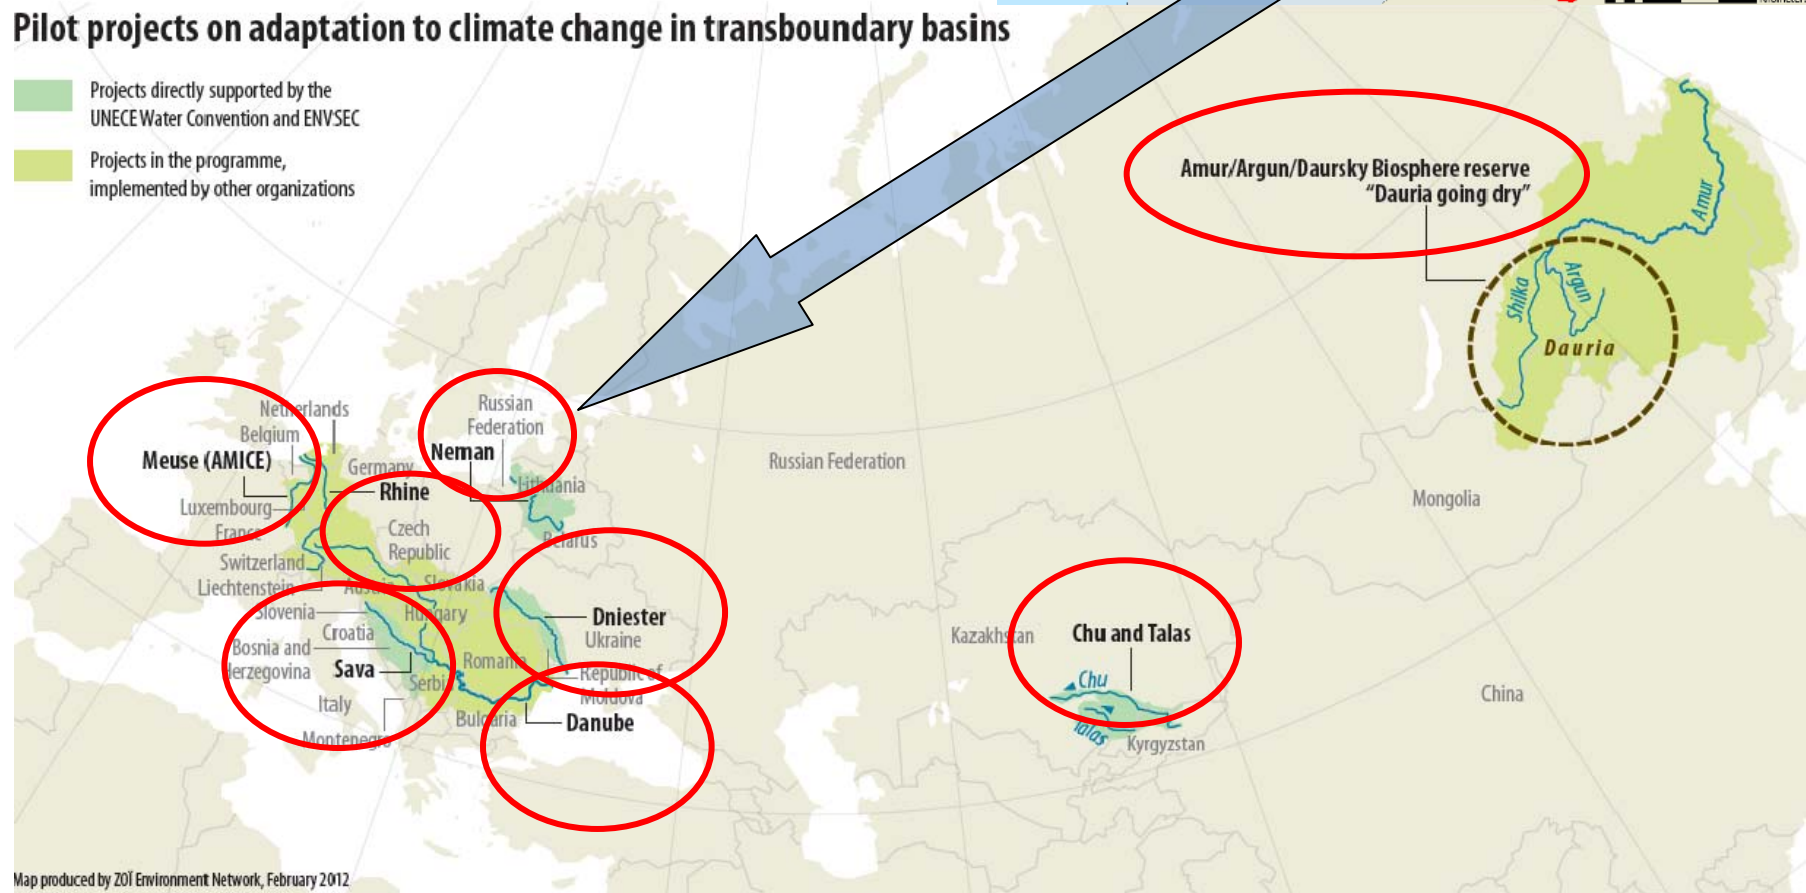 Pilot projects on adaptation to climate change in transboundary basins
Projects directly supported by the
UNECE Water Convention and ENVSEC
Projects in the programme,
implemented by other organizations
Amur/Argun/Daursky Biosphere reserve
“Dauria going dry”
Amur
Shilka
Argun
Dauria
Netherlands
Belgium
Meuse (AMICE)
Germany
Rhine
Luxembourg
France
Czech
Republic
Switzerland
Liechtenstein
Austria
Slovakia
Slovenia
Hungary
Croatia
Bosnia and
Herzegovina
Sava
Serbia
Romania
Italy
Montenegro
Bulgaria
Russian
Federation
Neman
Lithuania
Belarus
Dniester
Ukraine
Republic of
Moldova
Danube
Russian Federation
Mongolia
Kazakhstan
Chu and Talas
Chu
Talas
Kyrgyzstan
China
Map produced by ZOÏ Environment Network, February 2012